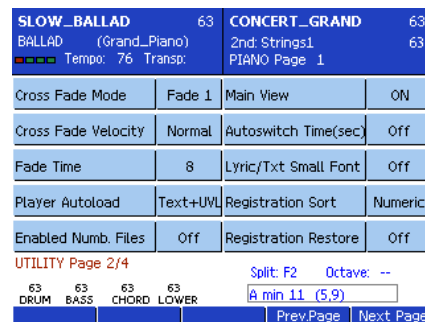 SLOW_BALLAD 63 CONCERT_GRAND 63
BALLAD (Grand_Piano) 2nd: Strings1 63
Tempo: 76 Transp: PIANO Page 1
Cross Fade Mode Fade 1 Main View ON
Cross Fade Velocity Normal Autoswitch Time(sec) Off
Fade Time 8 Lyric/Txt Small Font Off
Player Autoload Text+UVL Registration Sort Numeric
Enabled Numb. Files Off Registration Restore Off
UTILITY Page 2/4
Split: F2 Octave: --
63 63 63 63
DRUM BASS CHORD LOWER
A min 11 (5,9)
Prev.Page Next Page